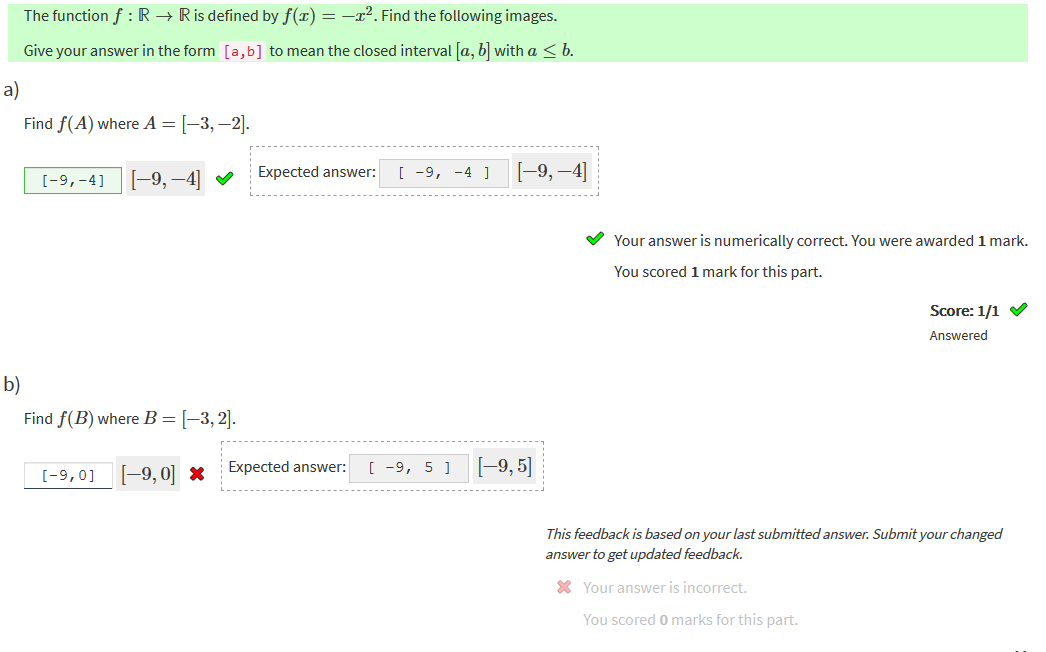 The function f : ℝ → ℝ is defined by f(x) = −x². Find the following images.
Give your answer in the form [a,b] to mean the closed interval [a, b] with a ≤ b.
a)
Find f(A) where A = [−3, −2].
[-9,-4] [−9, −4] Expected answer: [ -9, -4 ] [−9, −4]
Your answer is numerically correct. You were awarded 1 mark.
You scored 1 mark for this part.
Score: 1/1
Answered
b)
Find f(B) where B = [−3, 2].
[-9,0] [−9, 0] Expected answer: [ -9, 5 ] [−9, 5]
This feedback is based on your last submitted answer. Submit your changed
answer to get updated feedback.
Your answer is incorrect.
You scored 0 marks for this part.